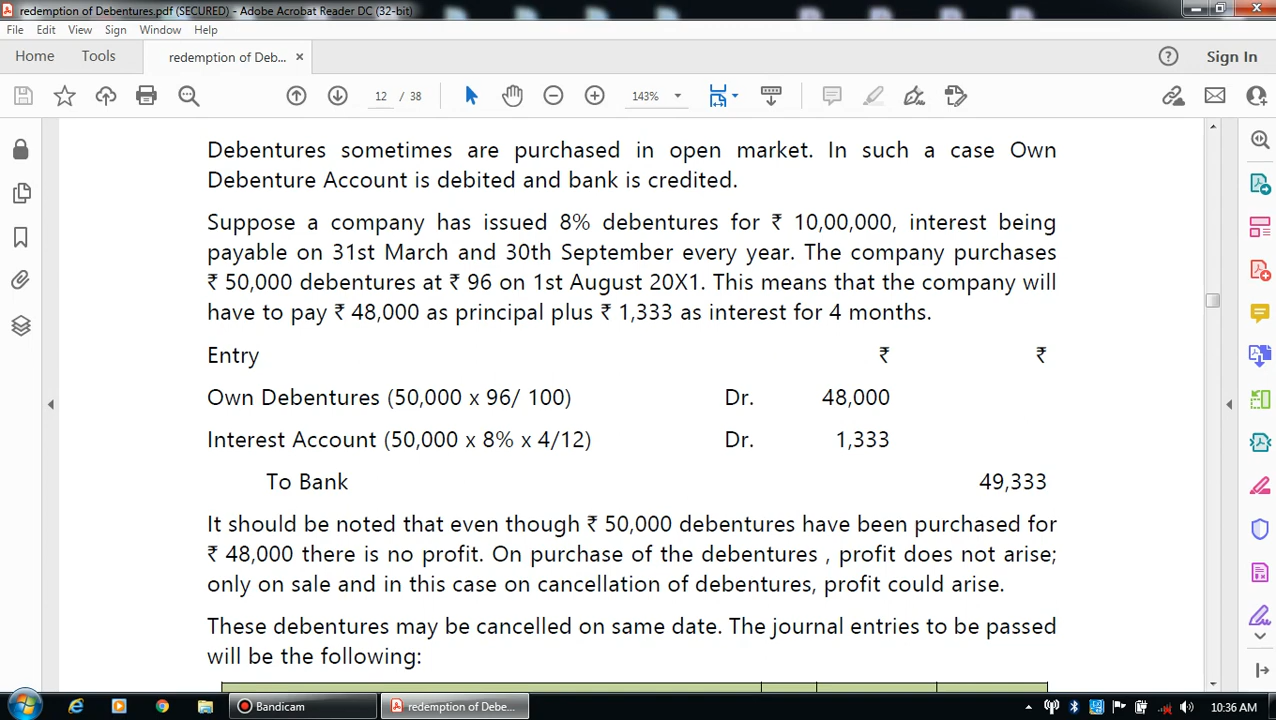 redemption of Debentures.pdf (SECURED) - Adobe Acrobat Reader DC (32-bit)
File Edit View Sign Window Help
Home Tools redemption of Deb... × ? Sign In
12 / 38 143%
Debentures sometimes are purchased in open market. In such a case Own
Debenture Account is debited and bank is credited.
Suppose a company has issued 8% debentures for ₹ 10,00,000, interest being
payable on 31st March and 30th September every year. The company purchases
₹ 50,000 debentures at ₹ 96 on 1st August 20X1. This means that the company will
have to pay ₹ 48,000 as principal plus ₹ 1,333 as interest for 4 months.
Entry ₹ ₹
Own Debentures (50,000 x 96/ 100) Dr. 48,000
Interest Account (50,000 x 8% x 4/12) Dr. 1,333
To Bank 49,333
It should be noted that even though ₹ 50,000 debentures have been purchased for
₹ 48,000 there is no profit. On purchase of the debentures , profit does not arise;
only on sale and in this case on cancellation of debentures, profit could arise.
These debentures may be cancelled on same date. The journal entries to be passed
will be the following:
Bandicam redemption of Debe... 10:36 AM